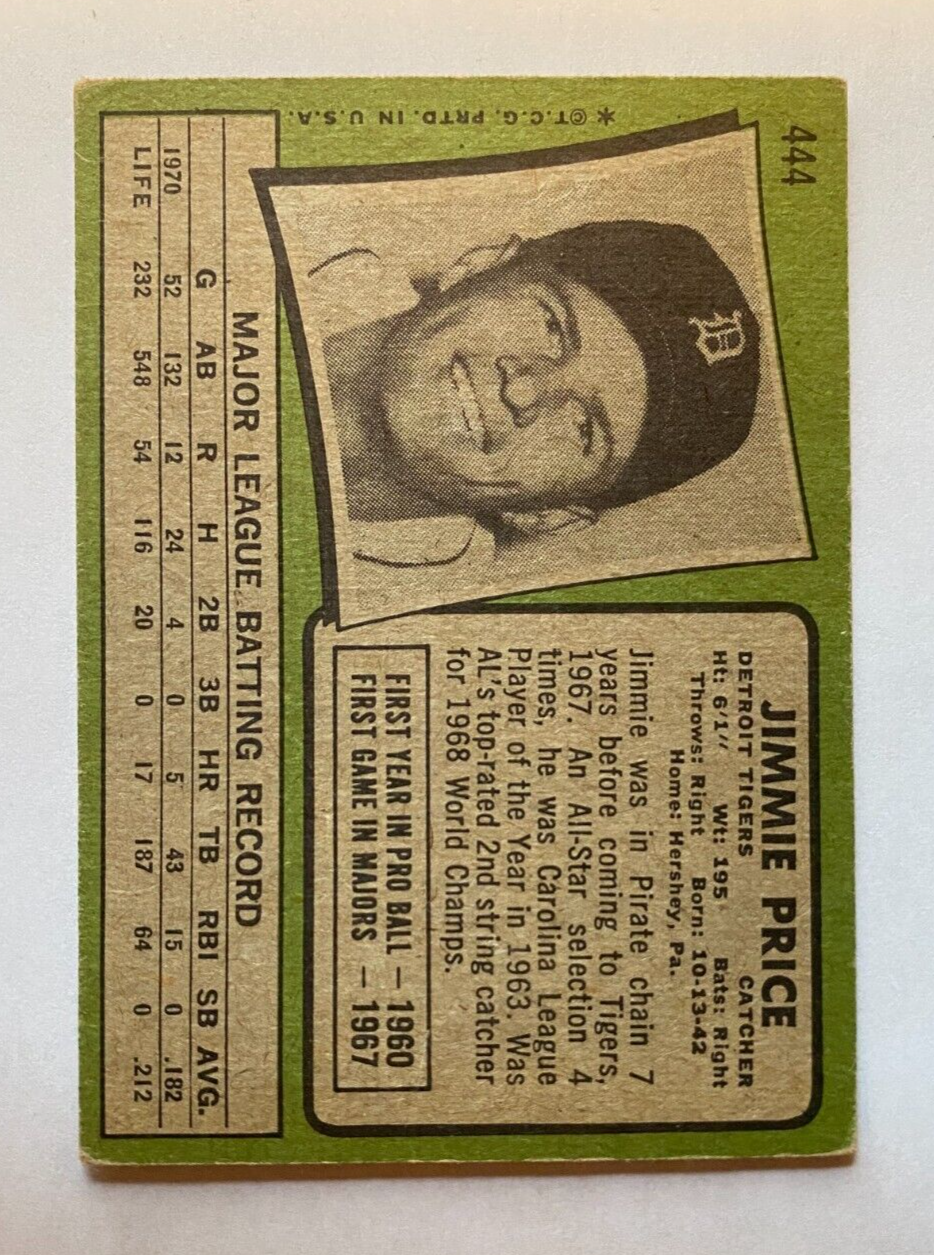 444
JIMMIE PRICE
DETROIT TIGERS CATCHER
Ht: 6'1" Wt: 195 Bats: Right
Throws: Right Born: 10-13-42
Home: Hershey, Pa.
Jimmie was in Pirate chain 7
years before coming to Tigers,
1967. An All-Star selection 4
times, he was Carolina League
Player of the Year in 1963. Was
AL's top-rated 2nd string catcher
for 1968 World Champs.
FIRST YEAR IN PRO BALL — 1960
FIRST GAME IN MAJORS — 1967
D
*©T.C.G. PRTD. IN U.S.A.
MAJOR LEAGUE BATTING RECORD
G AB R H 2B 3B HR TB RBI SB AVG.
1970 52 132 12 24 4 0 5 43 15 0 .182
LIFE 232 548 54 116 20 0 17 187 64 0 .212